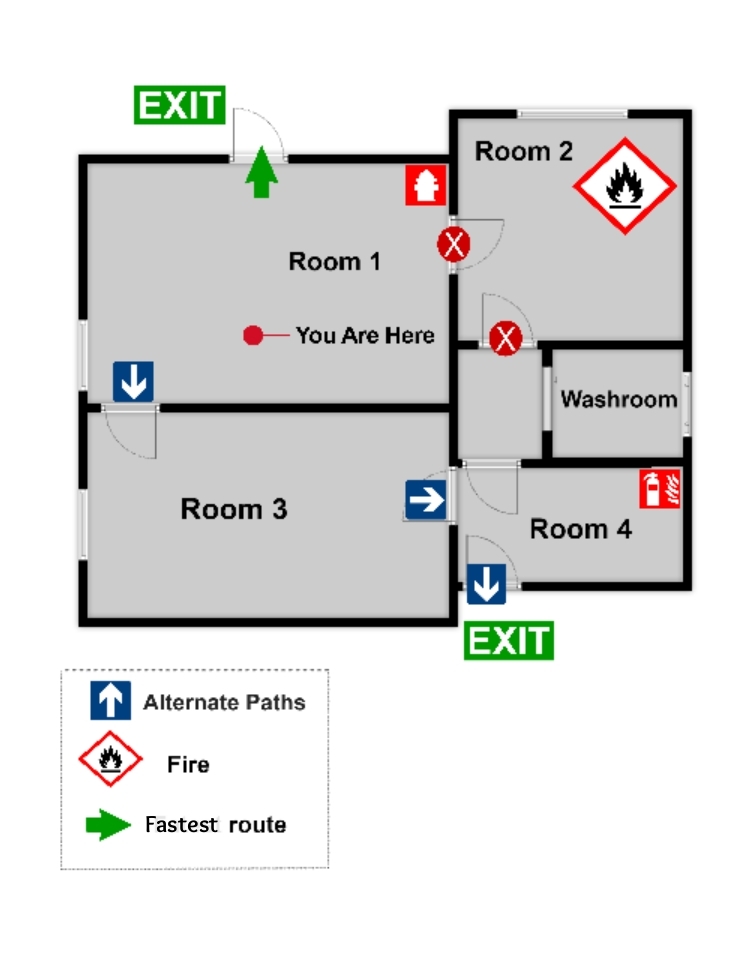 EXIT
Room 2
Room 1
X
You Are Here
X
Washroom
Room 3
Room 4
EXIT
Alternate Paths
Fire
Fastest route